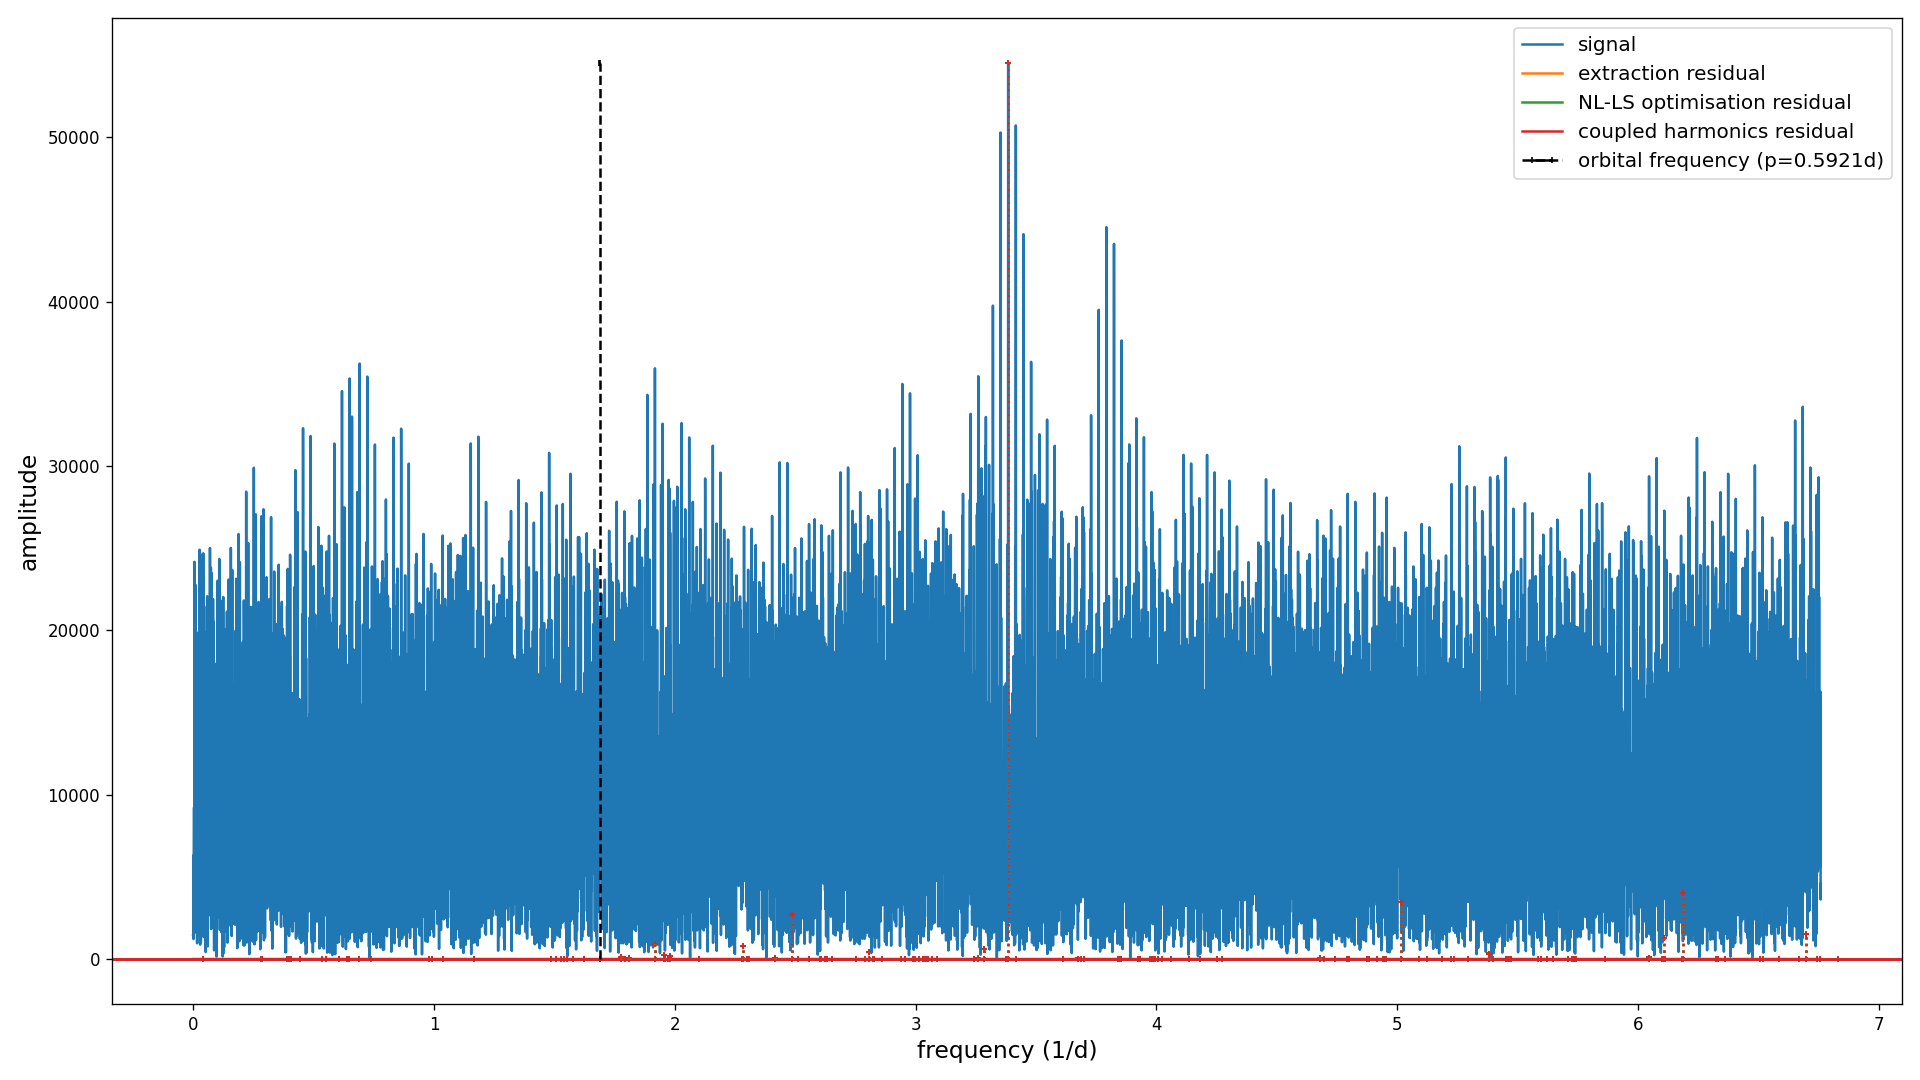 signal
extraction residual
NL-LS optimisation residual
coupled harmonics residual
orbital frequency (p=0.5921d)
amplitude
50000
40000
30000
20000
10000
0
0 1 2 3 4 5 6 7
frequency (1/d)